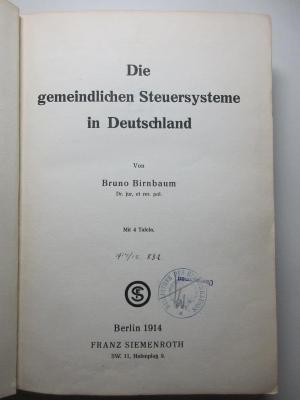 Die
gemeindlichen Steuersysteme
in Deutschland
Von
Bruno Birnbaum
Dr. jur. et rer. pol.
Mit 4 Tafeln.
Berlin 1914
FRANZ SIEMENROTH
SW. 11, Hafenplatz 9.